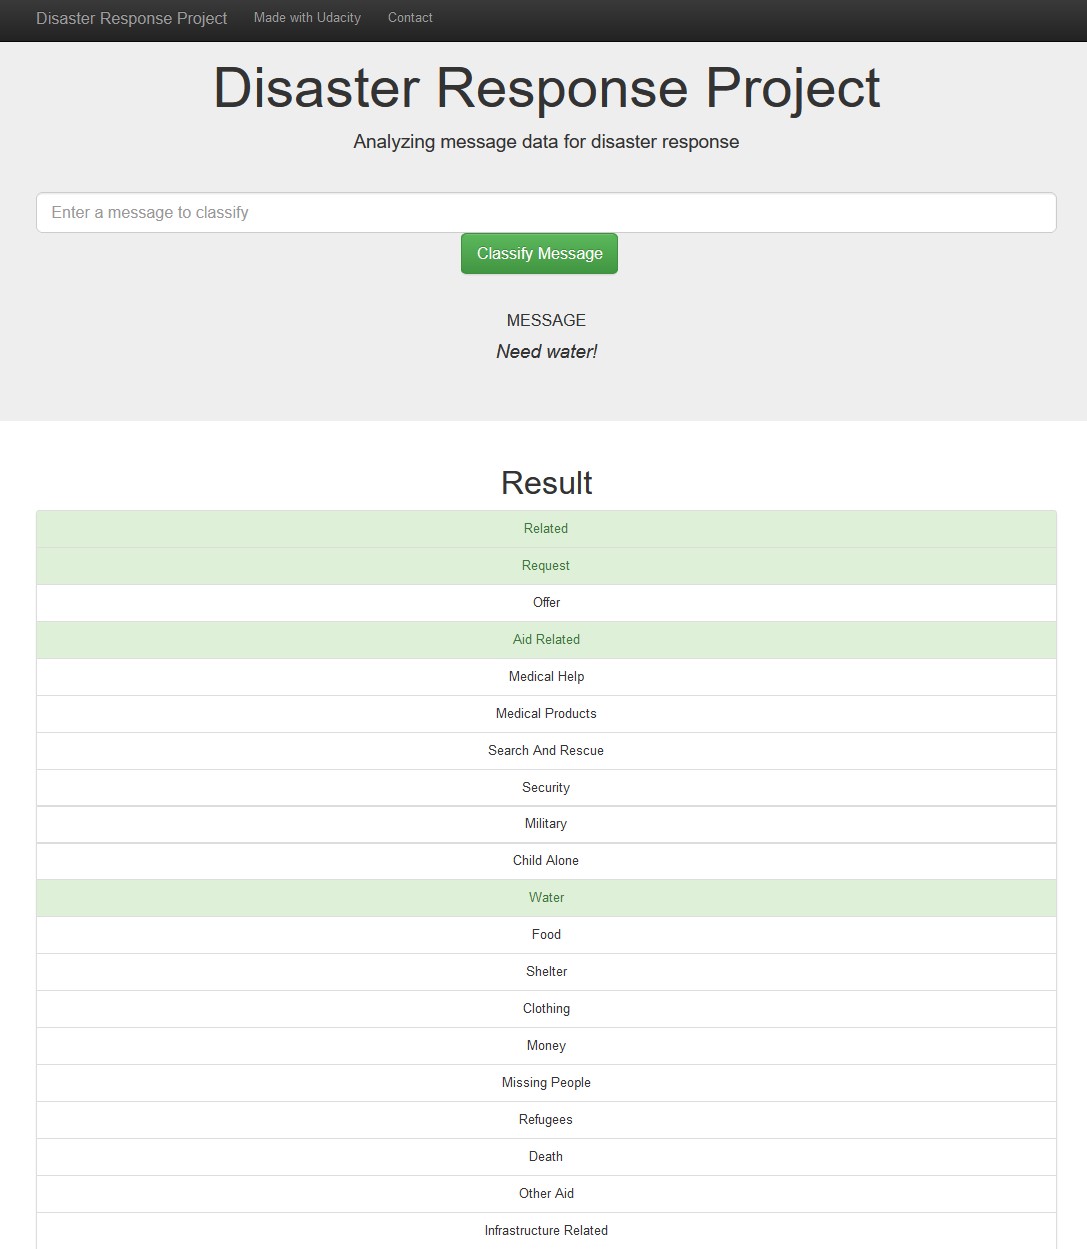 Disaster Response Project Made with Udacity Contact
Disaster Response Project
Analyzing message data for disaster response
Enter a message to classify
Classify Message
MESSAGE
Need water!
Result
Related
Request
Offer
Aid Related
Medical Help
Medical Products
Search And Rescue
Security
Military
Child Alone
Water
Food
Shelter
Clothing
Money
Missing People
Refugees
Death
Other Aid
Infrastructure Related